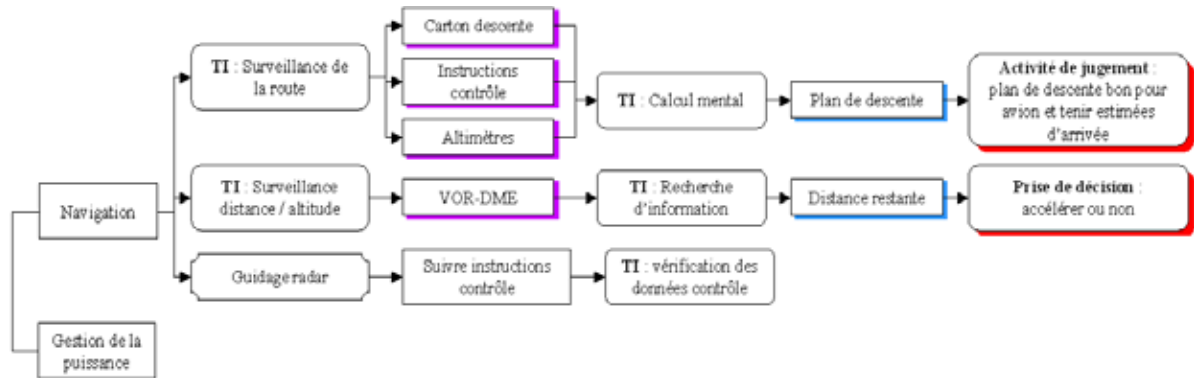 Carton descente
TI : Surveillance de
la route
Instructions
contrôle
Altimètres
TI : Calcul mental
Plan de descente
Activité de jugement :
plan de descente bon pour
avion et tenir estimées
d'arrivée
Navigation
TI : Surveillance
distance / altitude
VOR-DME
TI : Recherche
d'information
Distance restante
Prise de décision :
accélérer ou non
Guidage radar
Suivre instructions
contrôle
TI : vérification des
données contrôle
Gestion de la
puissance